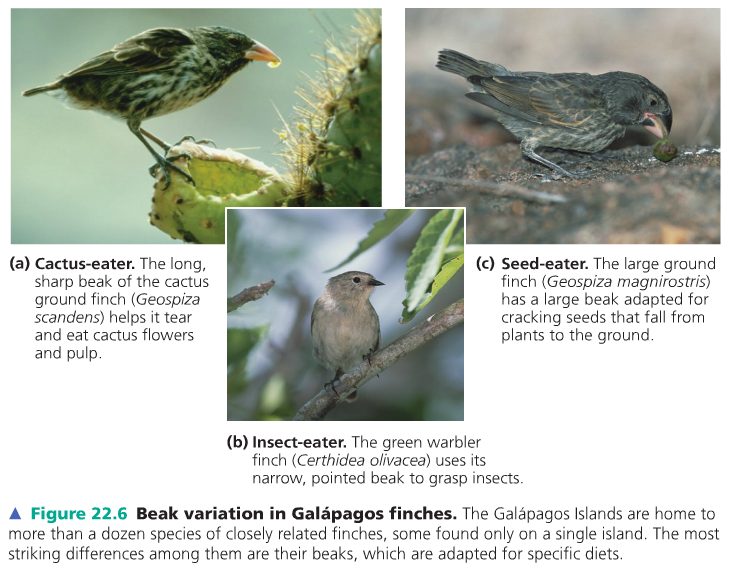 (a) Cactus-eater. The long,
sharp beak of the cactus
ground finch (Geospiza
scandens) helps it tear
and eat cactus flowers
and pulp.
(c) Seed-eater. The large ground
finch (Geospiza magnirostris)
has a large beak adapted for
cracking seeds that fall from
plants to the ground.
(b) Insect-eater. The green warbler
finch (Certhidea olivacea) uses its
narrow, pointed beak to grasp insects.
▲ Figure 22.6 Beak variation in Galápagos finches. The Galápagos Islands are home to
more than a dozen species of closely related finches, some found only on a single island. The most
striking differences among them are their beaks, which are adapted for specific diets.